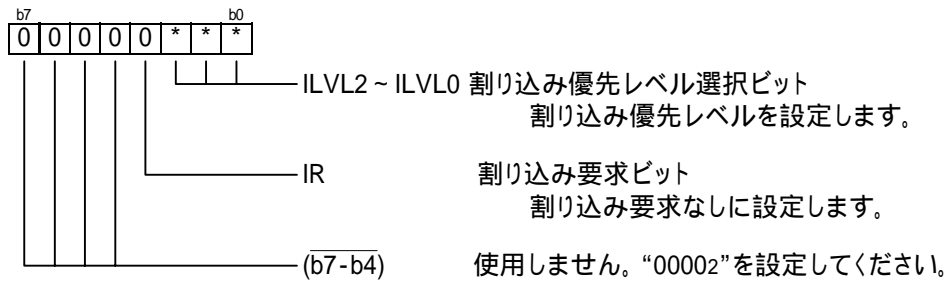 b7 b0
0 0 0 0 0 * * *
ILVL2 ~ ILVL0 割り込み優先レベル選択ビット
割り込み優先レベルを設定します。
IR 割り込み要求ビット
割り込み要求なしに設定します。
(b7-b4) 使用しません。“0000₂”を設定してください。